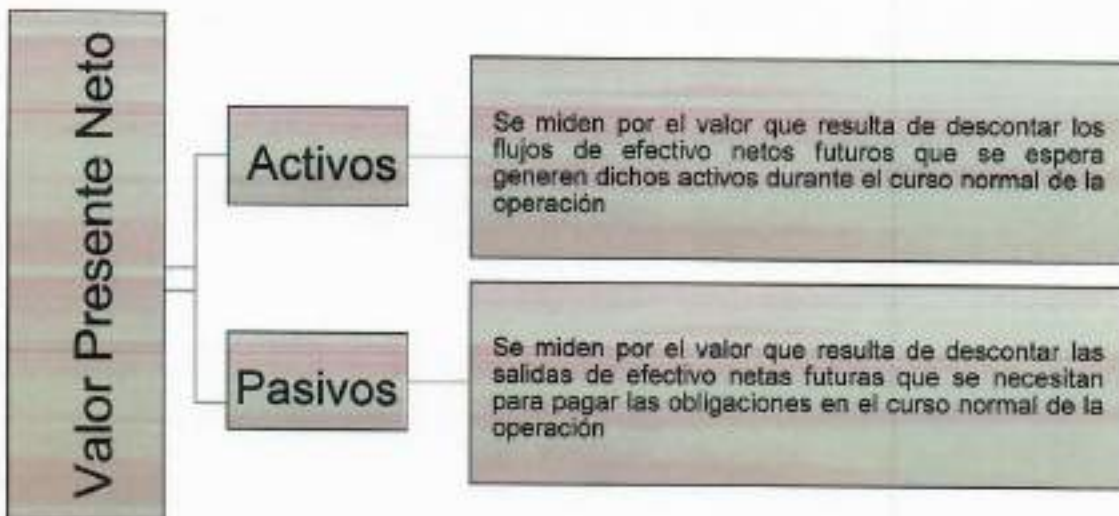 Valor Presente Neto
Activos
Se miden por el valor que resulta de descontar los
flujos de efectivo netos futuros que se espera
generen dichos activos durante el curso normal de la
operación
Pasivos
Se miden por el valor que resulta de descontar las
salidas de efectivo netas futuras que se necesitan
para pagar las obligaciones en el curso normal de la
operación